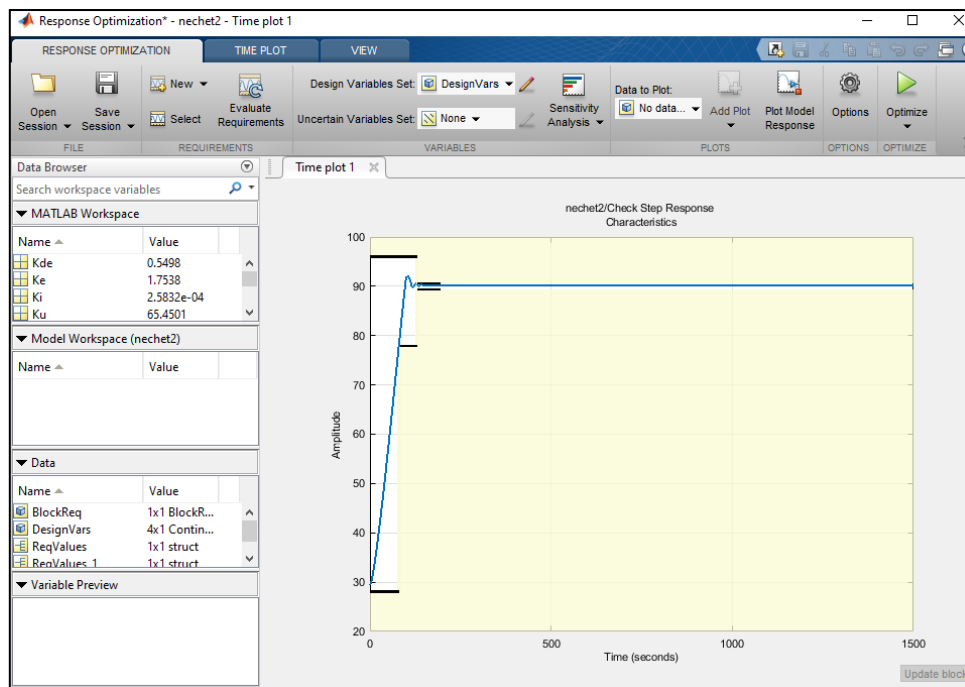 Response Optimization* - nechet2 - Time plot 1
RESPONSE OPTIMIZATION
TIME PLOT
VIEW
Open
Session
Save
Session
New
Select
Evaluate
Requirements
Design Variables Set:
DesignVars
Uncertain Variables Set:
None
Sensitivity
Analysis
Data to Plot:
No data...
Add Plot
Plot Model
Response
Options
Optimize
FILE
REQUIREMENTS
VARIABLES
PLOTS
OPTIONS
OPTIMIZE
Data Browser
Search workspace variables
MATLAB Workspace
Name Value
Kde 0.5498
Ke 1.7538
Ki 2.5832e-04
Ku 65.4501
Model Workspace (nechet2)
Name Value
Data
Name Value
BlockReq 1x1 BlockR...
DesignVars 4x1 Contin...
ReqValues 1x1 struct
ReqValues_1 1x1 struct
Variable Preview
Time plot 1
nechet2/Check Step Response
Characteristics
100
90
80
70
60
50
40
30
20
Amplitude
0 500 1000 1500
Time (seconds)
Update block